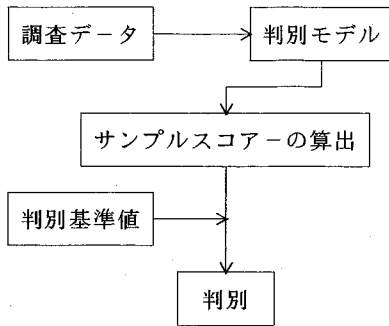 調査データ
判別モデル
サンプルスコアーの算出
判別基準値
判別